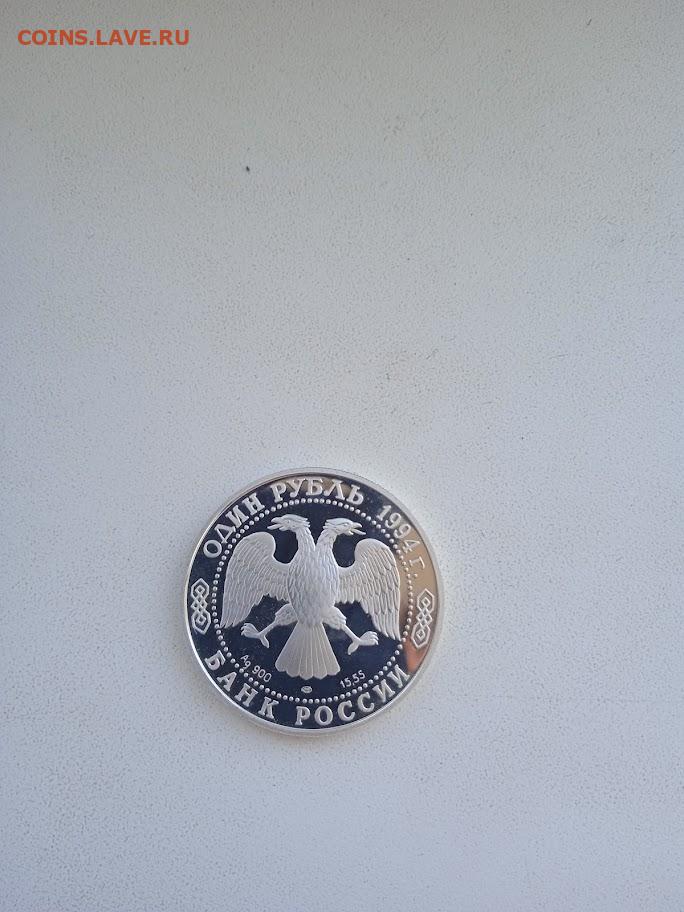 COINS.LAVE.RU
ОДИН РУБЛЬ 1994 г.
Ag 900
15,55
БАНК РОССИИ